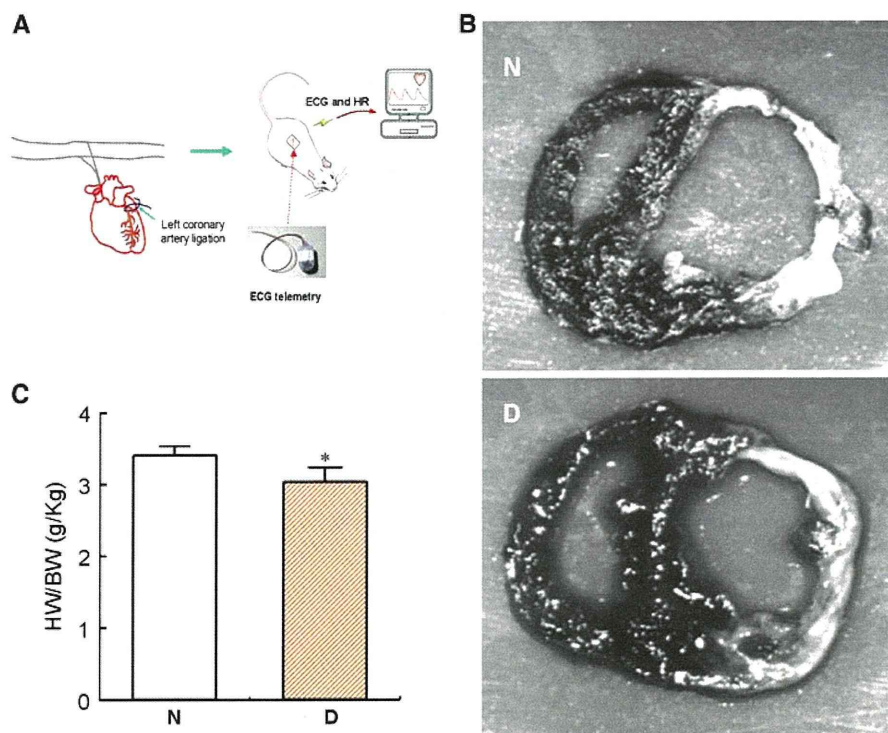 A
ECG and HR
Left coronary
artery ligation
ECG telemetry
B
N
D
C
HW/BW (g/Kg)
4
3
2
1
0
*
N
D